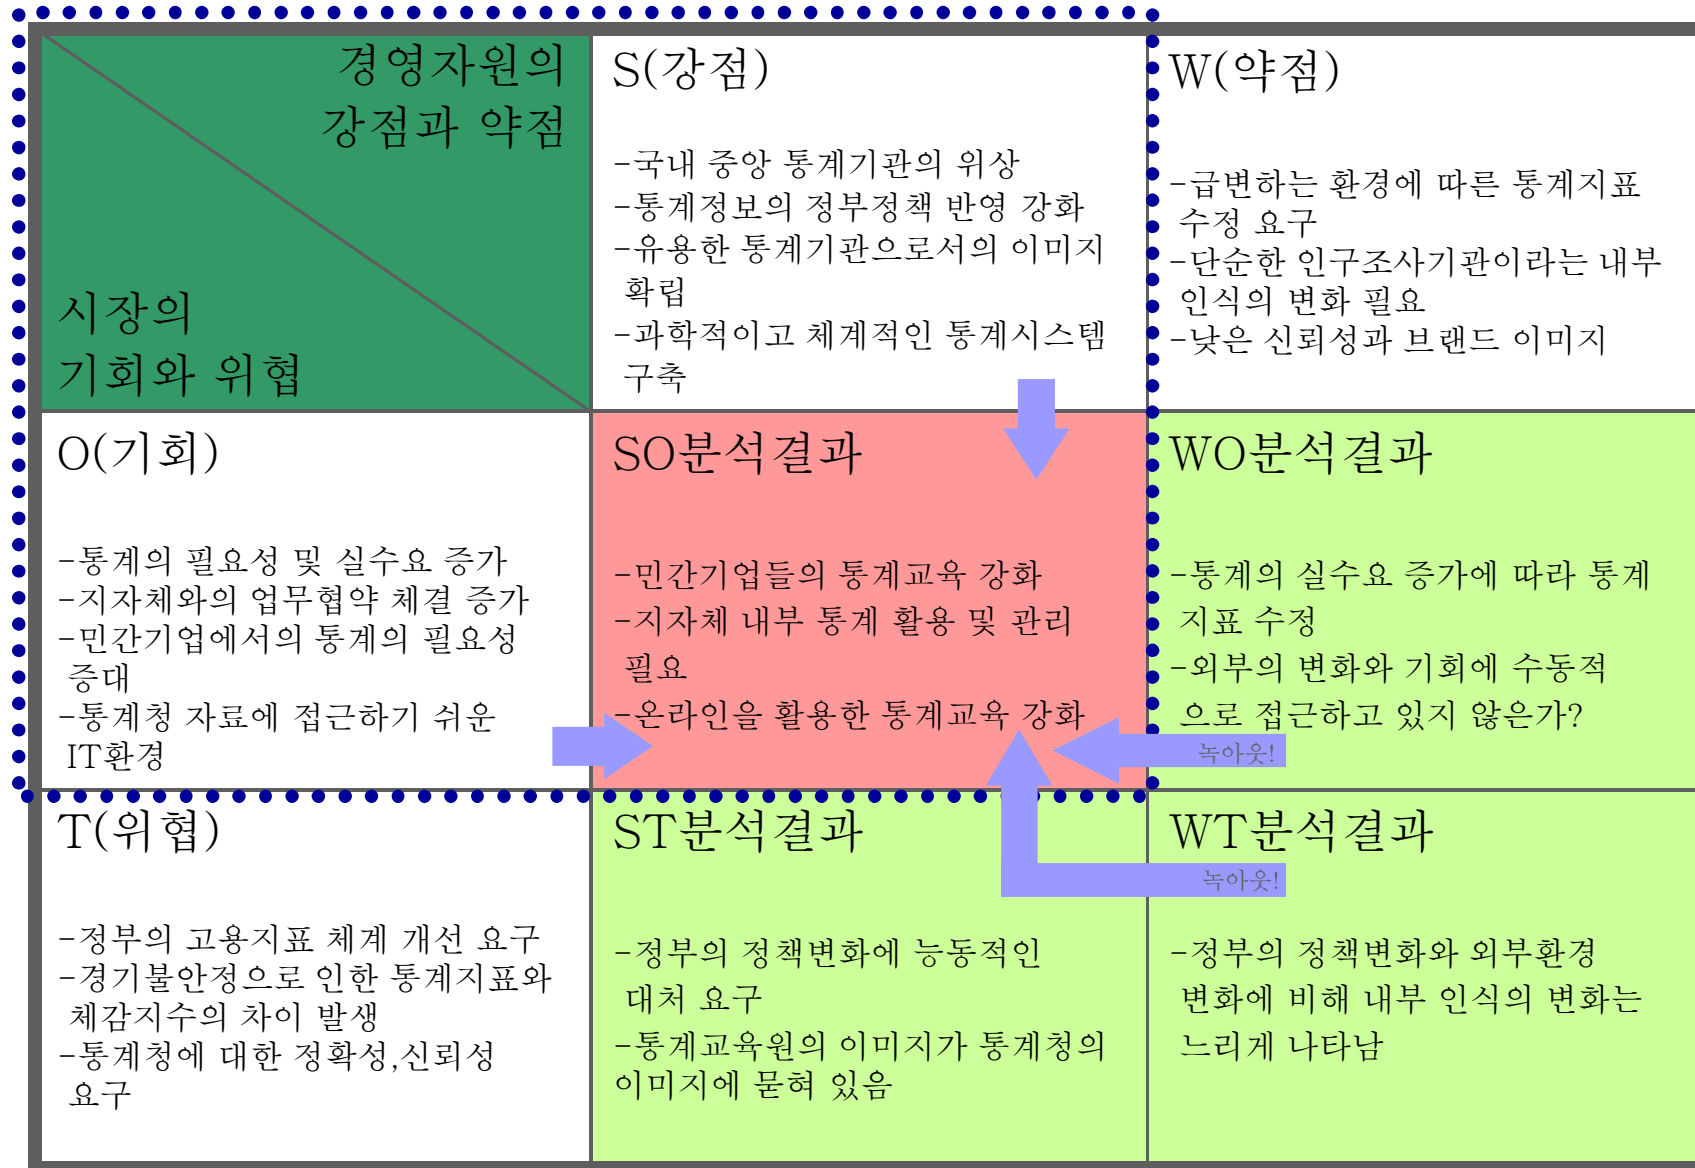 경영자원의
강점과 약점
시장의
기회와 위협
S(강점)
-국내 중앙 통계기관의 위상
-통계정보의 정부정책 반영 강화
-유용한 통계기관으로서의 이미지
확립
-과학적이고 체계적인 통계시스템
구축
W(약점)
-급변하는 환경에 따른 통계지표
수정 요구
-단순한 인구조사기관이라는 내부
인식의 변화 필요
-낮은 신뢰성과 브랜드 이미지
O(기회)
-통계의 필요성 및 실수요 증가
-지자체와의 업무협약 체결 증가
-민간기업에서의 통계의 필요성
증대
-통계청 자료에 접근하기 쉬운
IT환경
SO분석결과
-민간기업들의 통계교육 강화
-지자체 내부 통계 활용 및 관리
필요
-온라인을 활용한 통계교육 강화
WO분석결과
-통계의 실수요 증가에 따라 통계
지표 수정
-외부의 변화와 기회에 수동적
으로 접근하고 있지 않은가?
녹아웃!
T(위협)
-정부의 고용지표 체계 개선 요구
-경기불안정으로 인한 통계지표와
체감지수의 차이 발생
-통계청에 대한 정확성,신뢰성
요구
ST분석결과
-정부의 정책변화에 능동적인
대처 요구
-통계교육원의 이미지가 통계청의
이미지에 묻혀 있음
WT분석결과
녹아웃!
-정부의 정책변화와 외부환경
변화에 비해 내부 인식의 변화는
느리게 나타남